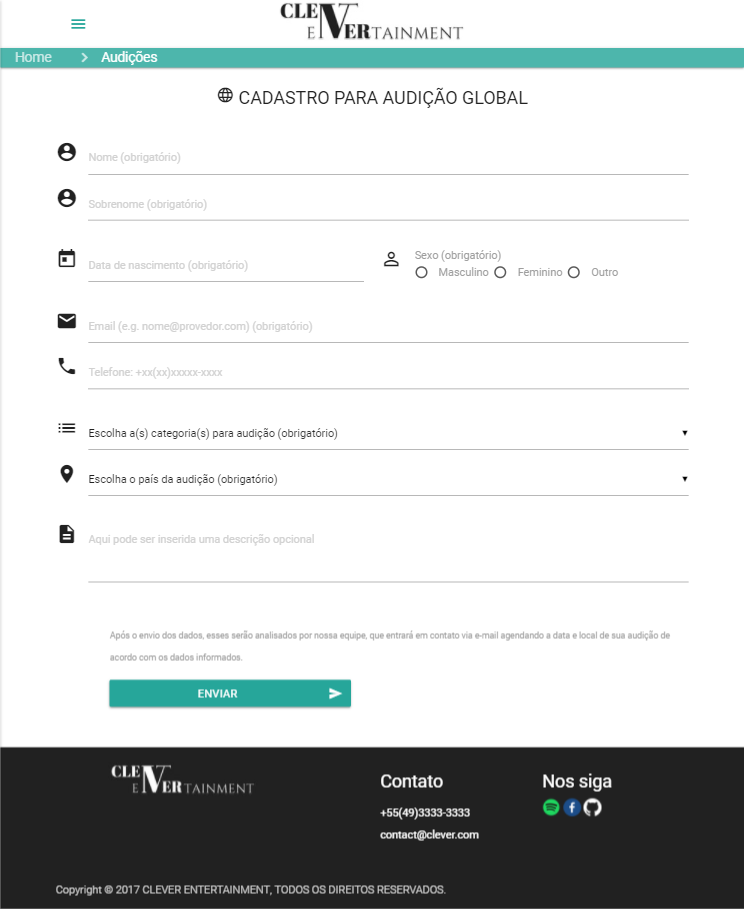 CLEVER
ENTERTAINMENT
Home > Audições
CADASTRO PARA AUDIÇÃO GLOBAL
Nome (obrigatório)
Sobrenome (obrigatório)
Data de nascimento (obrigatório)
Sexo (obrigatório)
Masculino Feminino Outro
Email (e.g. nome@provedor.com) (obrigatório)
Telefone: +xx(xx)xxxxx-xxxx
Escolha a(s) categoria(s) para audição (obrigatório)
Escolha o país da audição (obrigatório)
Aqui pode ser inserida uma descrição opcional
Após o envio dos dados, esses serão analisados por nossa equipe, que entrará em contato via e-mail agendando a data e local de sua audição de
acordo com os dados informados.
ENVIAR
CLEVER
ENTERTAINMENT
Contato
+55(49)3333-3333
contact@clever.com
Nos siga
Copyright © 2017 CLEVER ENTERTAINMENT, TODOS OS DIREITOS RESERVADOS.